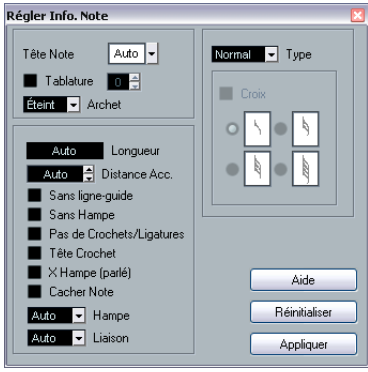 Régler Info. Note
Tête Note Auto
Tablature 0
Éteint Archet
Auto Longueur
Auto Distance Acc.
Sans ligne-guide
Sans Hampe
Pas de Crochets/Ligatures
Tête Crochet
X Hampe (parlé)
Cacher Note
Auto Hampe
Auto Liaison
Normal Type
Croix
Aide
Réinitialiser
Appliquer